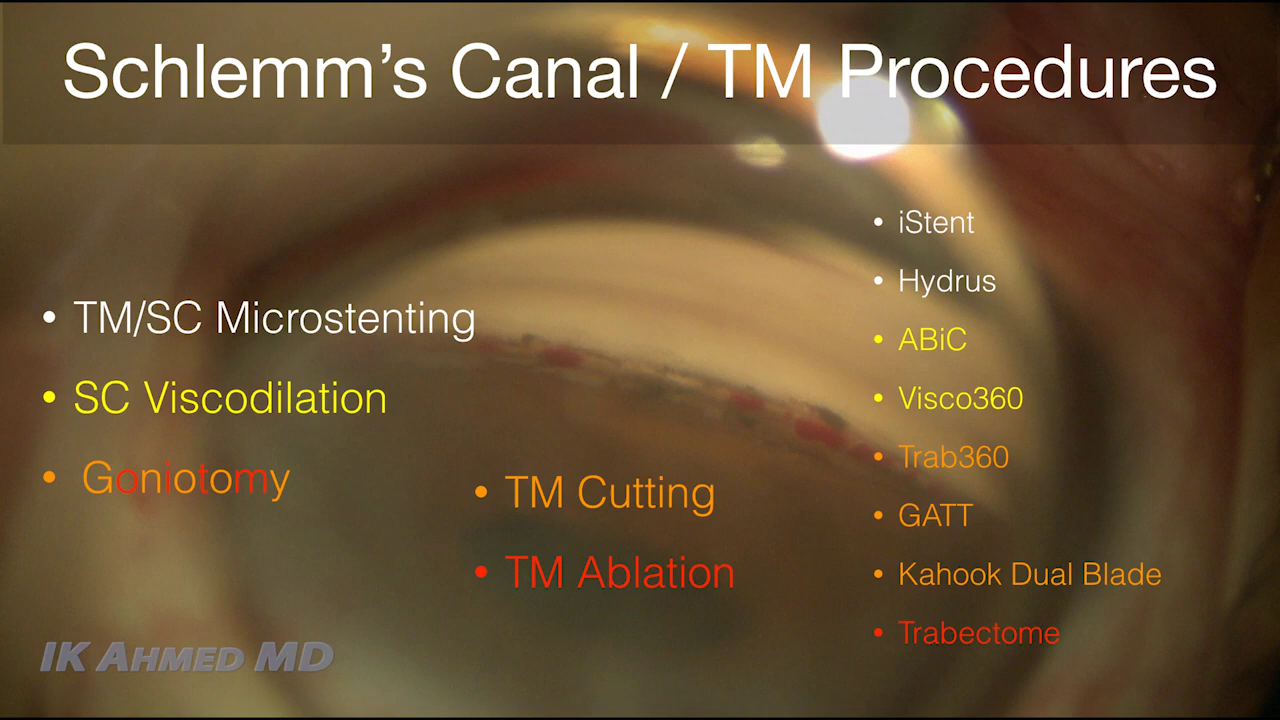 Schlemm's Canal / TM Procedures
• TM/SC Microstenting
• SC Viscodilation
• Goniotomy
• TM Cutting
• TM Ablation
• iStent
• Hydrus
• ABiC
• Visco360
• Trab360
• GATT
• Kahook Dual Blade
• Trabectome
IK AHMED MD